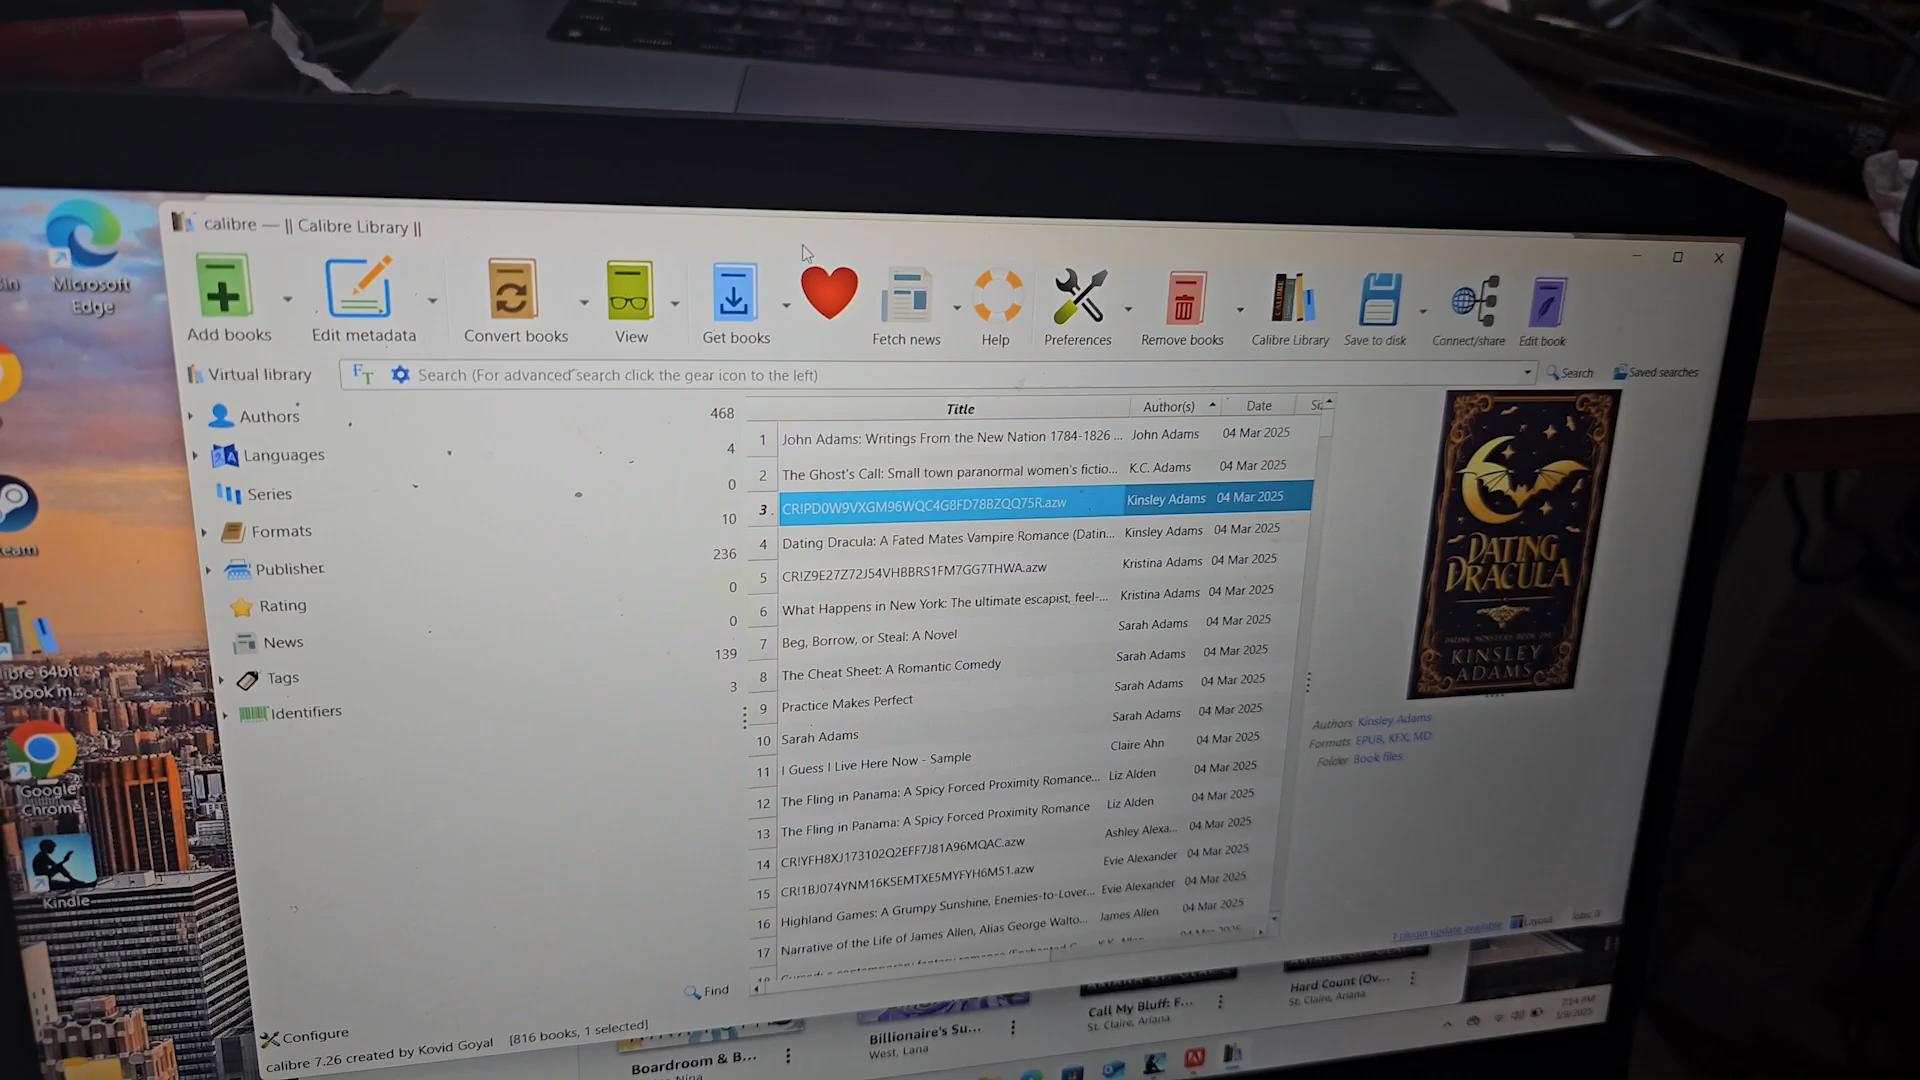 Microsoft
Edge
calibre — || Calibre Library ||
Add books
Edit metadata
Convert books
View
Get books
Fetch news
Help
Preferences
Remove books
Calibre Library
Save to disk
Connect/share
Edit book
Virtual library
Search (For advanced search click the gear icon to the left)
Search
Saved searches
Authors 468
Languages 4
Series 0
Formats 10
Publisher 236
Rating 0
News 0
Tags 139
Identifiers 3
Title Author(s) Date
1 John Adams: Writings From the New Nation 1784-1826 ... John Adams 04 Mar 2025
2 The Ghost's Call: Small town paranormal women's fictio... K.C. Adams 04 Mar 2025
3 CR!PD0W9VXGM96WQC4G8FD78BZQQ75R.azw Kinsley Adams 04 Mar 2025
4 Dating Dracula: A Fated Mates Vampire Romance (Datin... Kinsley Adams 04 Mar 2025
5 CR!Z9E27Z72J54VHBBRS1FM7GG7THWA.azw Kristina Adams 04 Mar 2025
6 What Happens in New York: The ultimate escapist, feel-... Kristina Adams 04 Mar 2025
7 Beg, Borrow, or Steal: A Novel Sarah Adams 04 Mar 2025
8 The Cheat Sheet: A Romantic Comedy Sarah Adams 04 Mar 2025
9 Practice Makes Perfect Sarah Adams 04 Mar 2025
10 Sarah Adams Sarah Adams 04 Mar 2025
11 I Guess I Live Here Now - Sample Claire Ahn 04 Mar 2025
12 The Fling in Panama: A Spicy Forced Proximity Romance... Liz Alden 04 Mar 2025
13 The Fling in Panama: A Spicy Forced Proximity Romance Liz Alden 04 Mar 2025
14 CR!YFH8XJ173102Q2EFF7J81A96MQAC.azw Ashley Alexa... 04 Mar 2025
15 CR!1BJ074YNM16KSEMTXE5MYFYH6M51.azw Evie Alexander 04 Mar 2025
16 Highland Games: A Grumpy Sunshine, Enemies-to-Lover... Evie Alexander 04 Mar 2025
17 Narrative of the Life of James Allen, Alias George Walto... James Allen 04 Mar 2025
DATING
DRACULA
DATING MONSTERS BOOK ONE
KINSLEY
ADAMS
Authors Kinsley Adams
Formats EPUB, KFX, MD
Folder Book files
Find
Configure
calibre 7.26 created by Kovid Goyal [816 books, 1 selected]
Layout
Google
Chrome
Kindle
Boardroom & B...
Billionaire's Su...
West, Lana
Call My Bluff: F...
St. Claire, Ariana
Hard Count (Ov...
St. Claire, Ariana